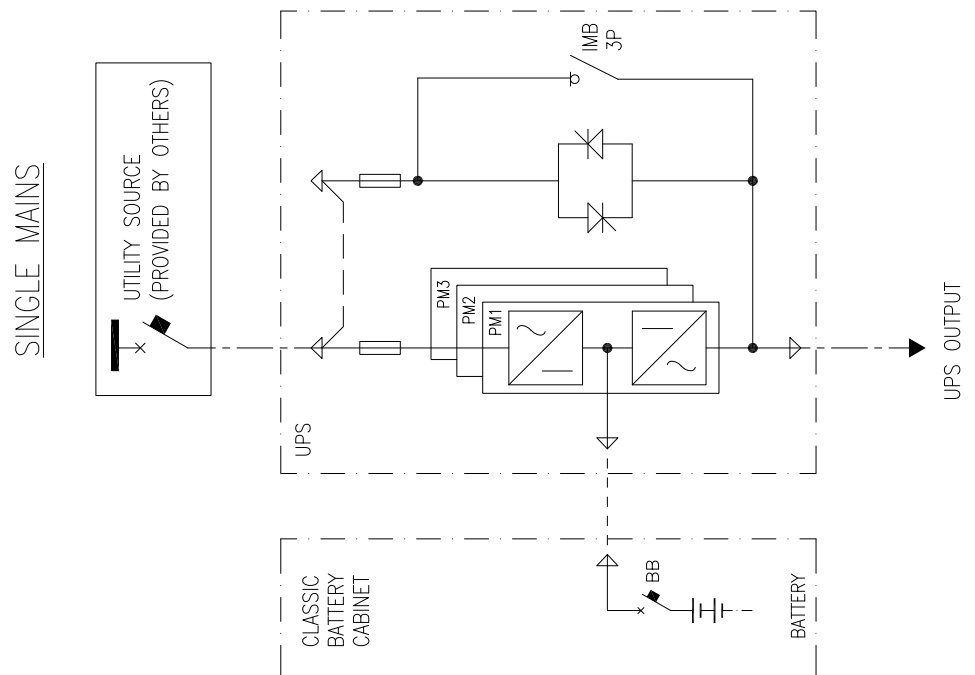 SINGLE MAINS
UTILITY SOURCE
(PROVIDED BY OTHERS)
IMB
3P
PM3
PM2
PM1
UPS
UPS OUTPUT
CLASSIC
BATTERY
CABINET
BB
BATTERY